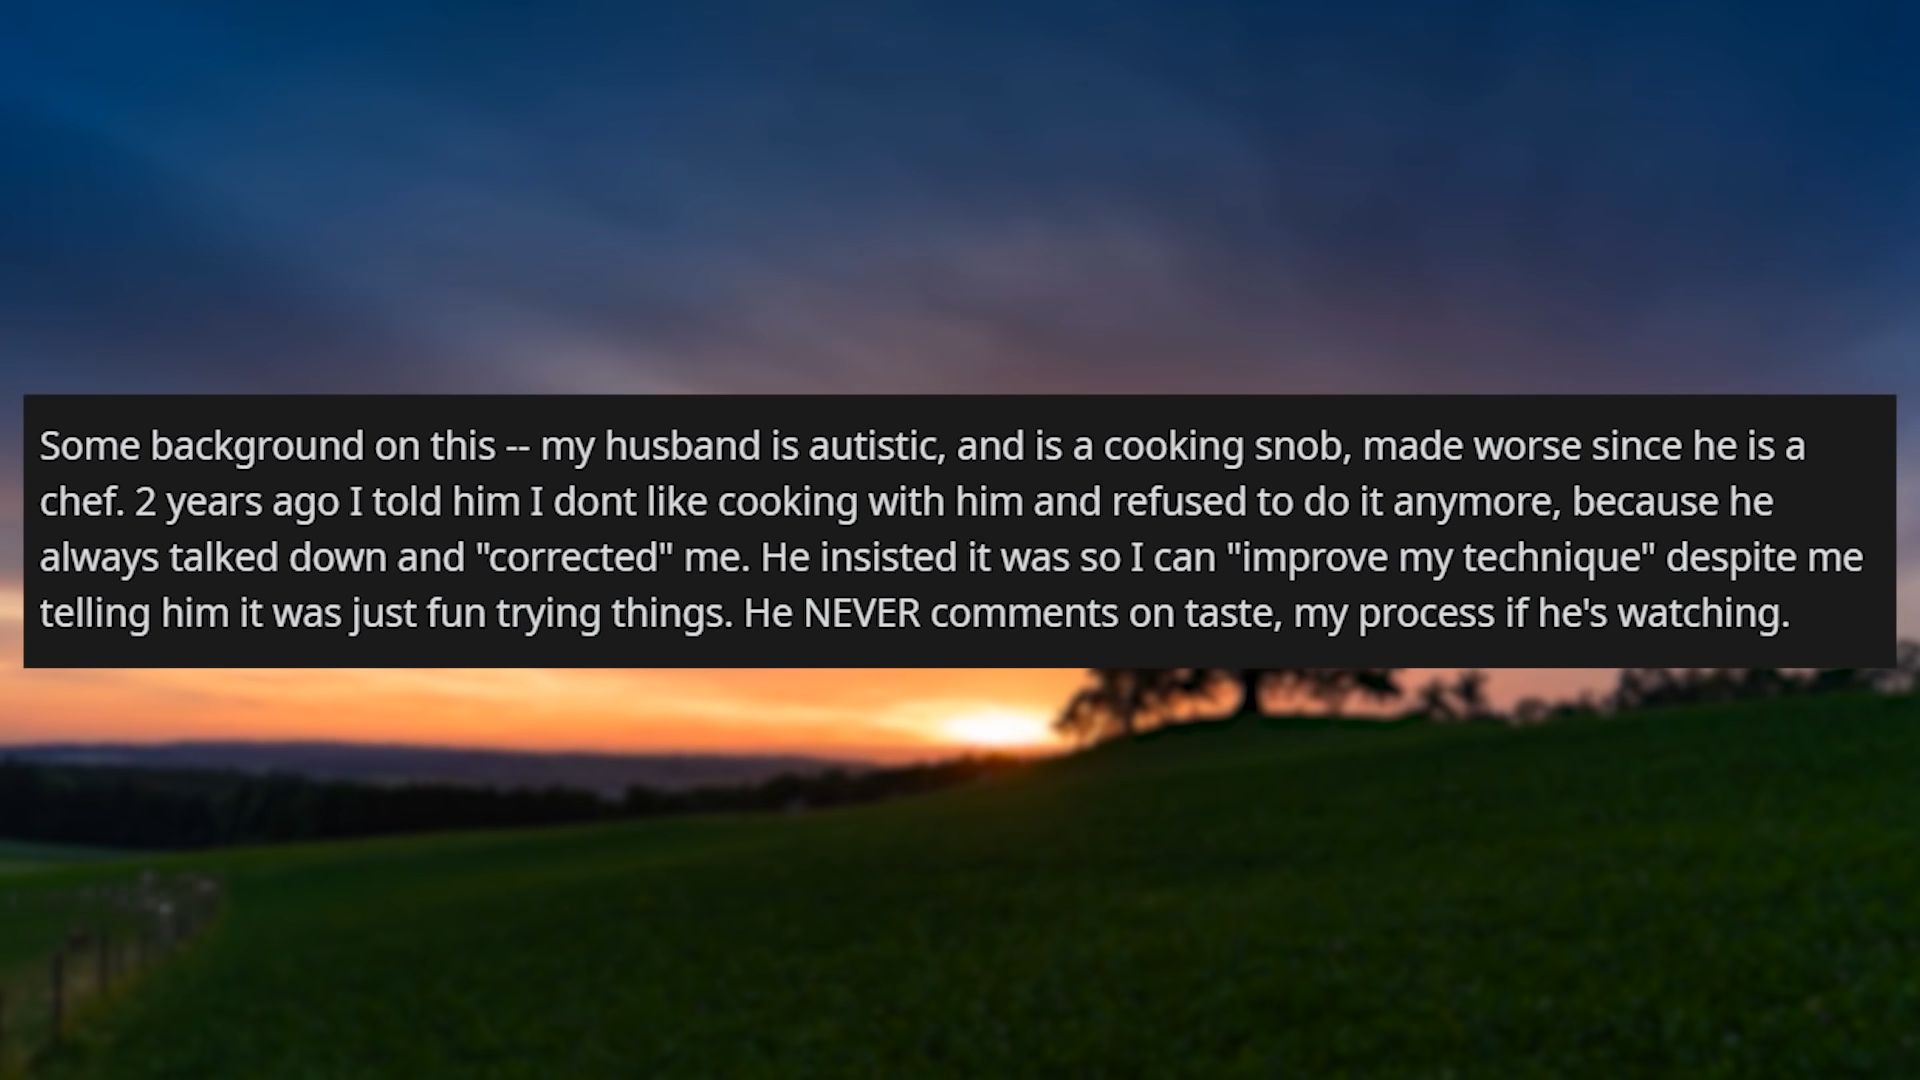 Some background on this -- my husband is autistic, and is a cooking snob, made worse since he is a
chef. 2 years ago I told him I dont like cooking with him and refused to do it anymore, because he
always talked down and "corrected" me. He insisted it was so I can "improve my technique" despite me
telling him it was just fun trying things. He NEVER comments on taste, my process if he's watching.